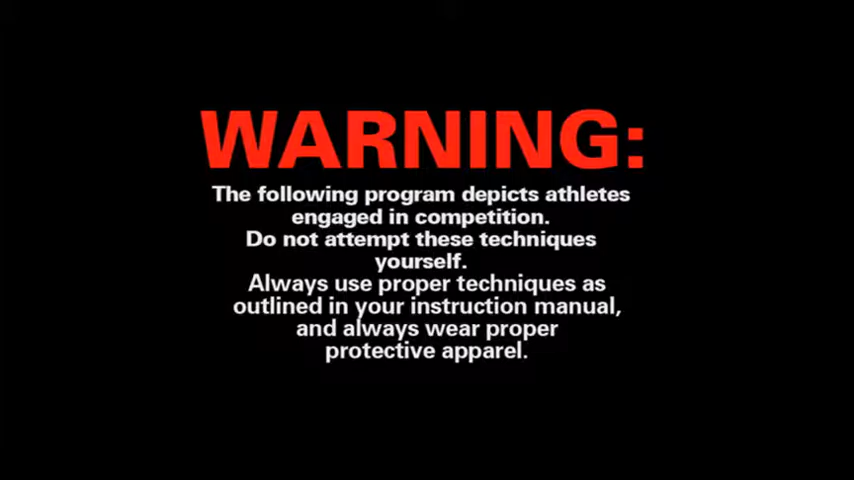 WARNING:
The following program depicts athletes
engaged in competition.
Do not attempt these techniques
yourself.
Always use proper techniques as
outlined in your instruction manual,
and always wear proper
protective apparel.